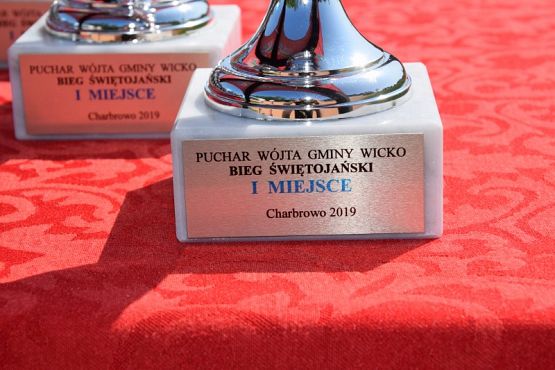 PUCHAR WÓJTA GMINY WICKO
BIEG ŚWIĘTOJAŃSKI
I MIEJSCE
Charbrowo 2019
PUCHAR WÓJTA GMINY WICKO
BIEG ŚWIĘTOJAŃSKI
I MIEJSCE
Charbrowo 2019